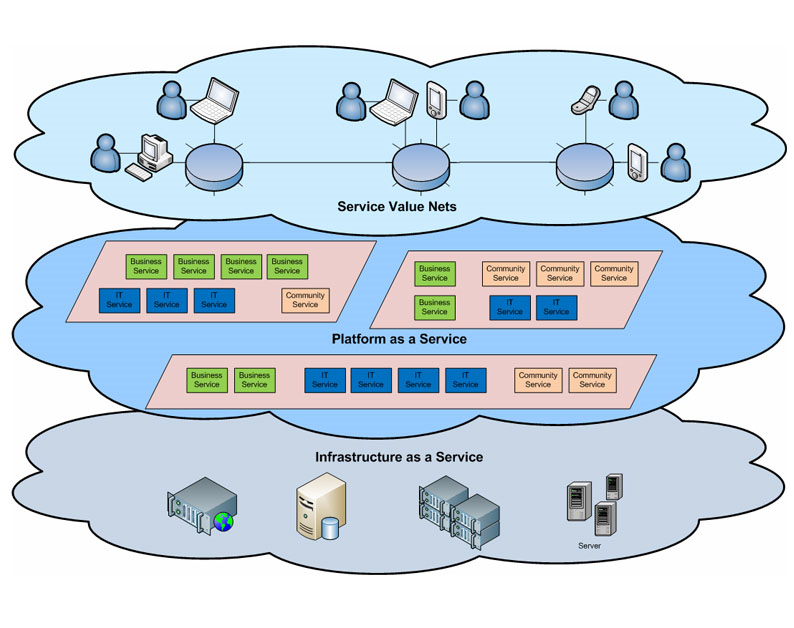 Service Value Nets
Business Service
Business Service
Business Service
Business Service
IT Service
IT Service
IT Service
Community Service
Business Service
Community Service
Community Service
Community Service
Business Service
IT Service
IT Service
Platform as a Service
Business Service
Business Service
IT Service
IT Service
IT Service
IT Service
Community Service
Community Service
Infrastructure as a Service
Server